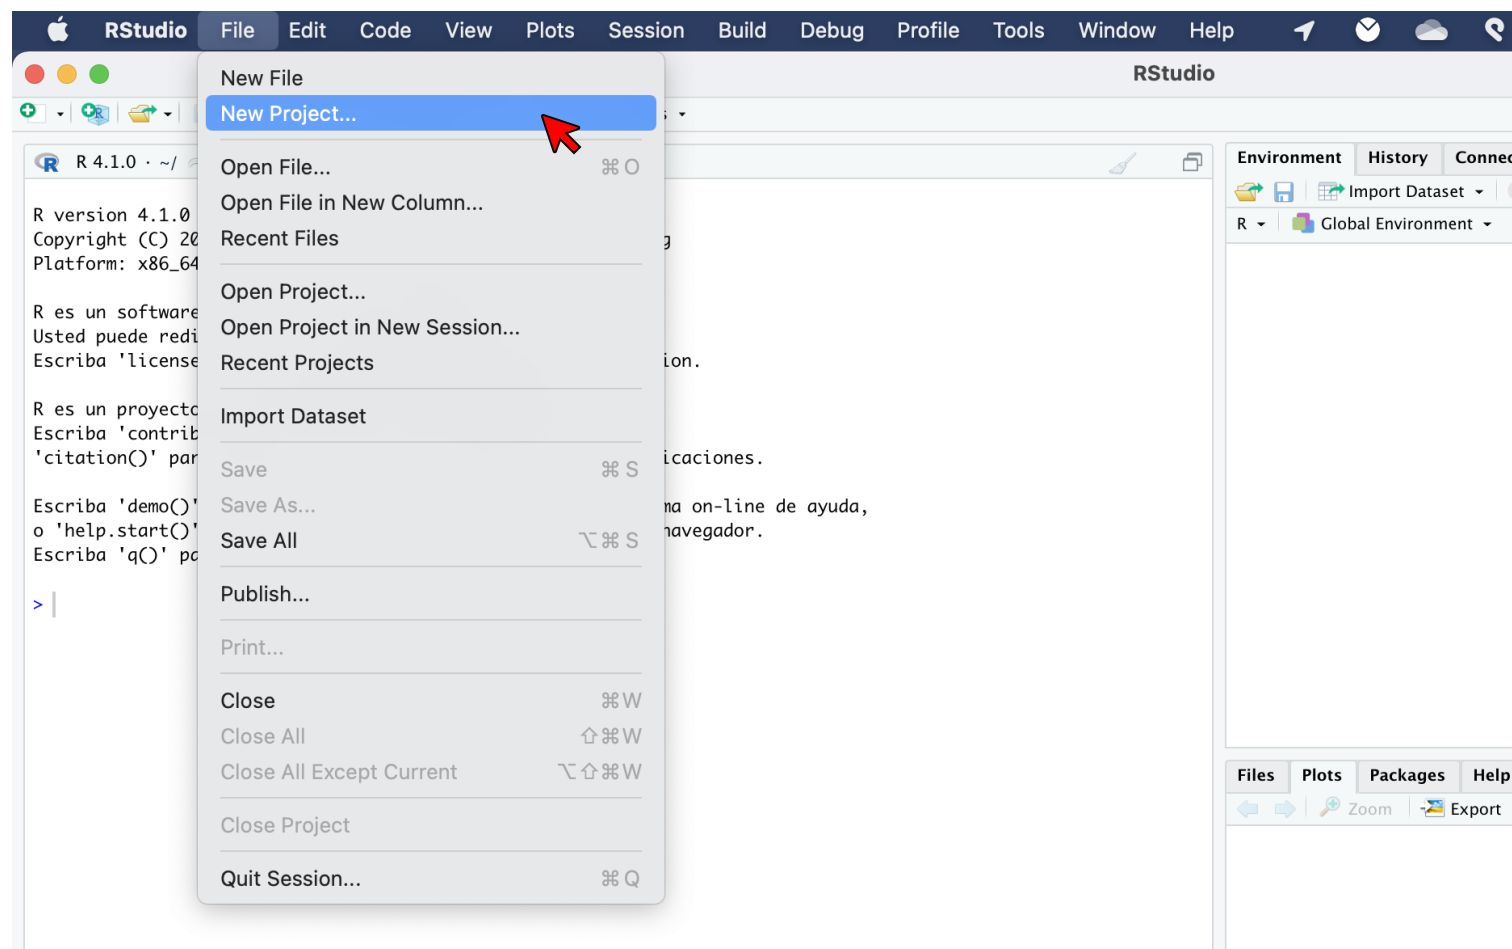 RStudio File Edit Code View Plots Session Build Debug Profile Tools Window Help
RStudio
R 4.1.0 · ~/
R version 4.1.0
Copyright (C) 20
Platform: x86_64
R es un software
Usted puede redi
Escriba 'license
ion.
R es un proyecto
Escriba 'contrib
'citation()' par
icaciones.
Escriba 'demo()'
ma on-line de ayuda,
o 'help.start()'
navegador.
Escriba 'q()' pa
>
New File
New Project...
Open File... ⌘ O
Open File in New Column...
Recent Files
Open Project...
Open Project in New Session...
Recent Projects
Import Dataset
Save ⌘ S
Save As...
Save All ⌥ ⌘ S
Publish...
Print...
Close ⌘ W
Close All ⇧ ⌘ W
Close All Except Current ⌥ ⇧ ⌘ W
Close Project
Quit Session... ⌘ Q
Environment History Connec
Import Dataset
R Global Environment
Files Plots Packages Help
Zoom Export